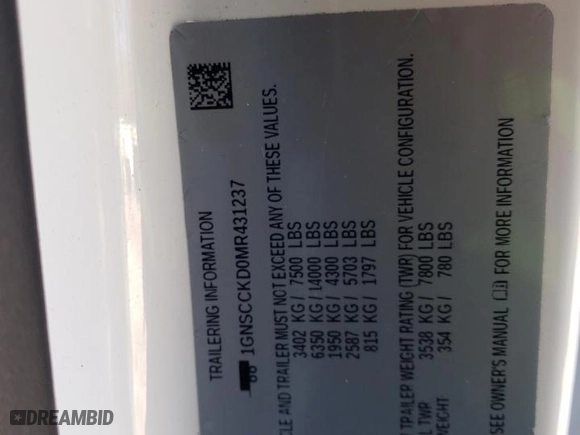 TRAILERING INFORMATION
1GNSCCKD0MR431237
CLE AND TRAILER MUST NOT EXCEED ANY OF THESE VALUES.
3402 KG / 7500 LBS
6350 KG / 14000 LBS
1950 KG / 4300 LBS
2587 KG / 5703 LBS
815 KG / 1797 LBS
TRAILER WEIGHT RATING (TWR) FOR VEHICLE CONFIGURATION.
L TWR 3538 KG / 7800 LBS
WEIGHT 354 KG / 780 LBS
SEE OWNER'S MANUAL FOR MORE INFORMATION
DREAMBID